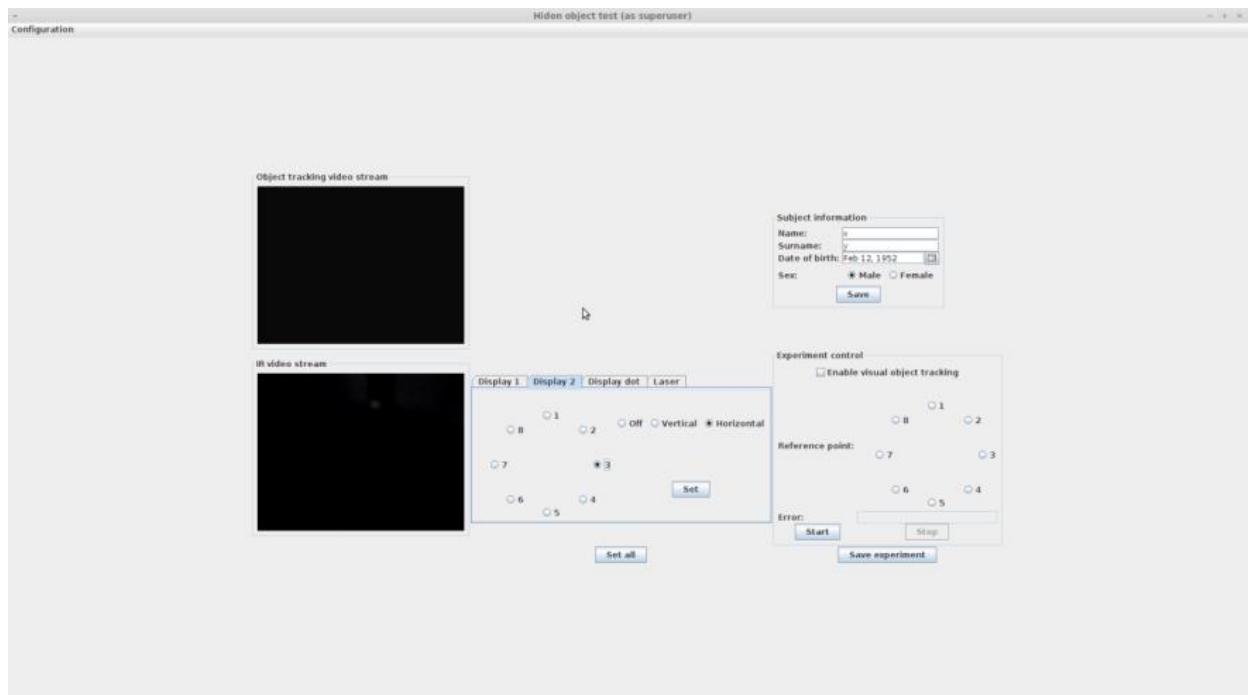 Hidon object test (as superuser)
Configuration
Object tracking video stream
IR video stream
Display 1 Display 2 Display dot Laser
1
8 2 Off Vertical Horizontal
7 3
6 4 Set
5
Set all
Subject information
Name: x
Surname: y
Date of birth: Feb 12, 1952
Sex: Male Female
Save
Experiment control
Enable visual object tracking
1
8 2
Reference point: 7 3
6 4
5
Error:
Start Stop
Save experiment